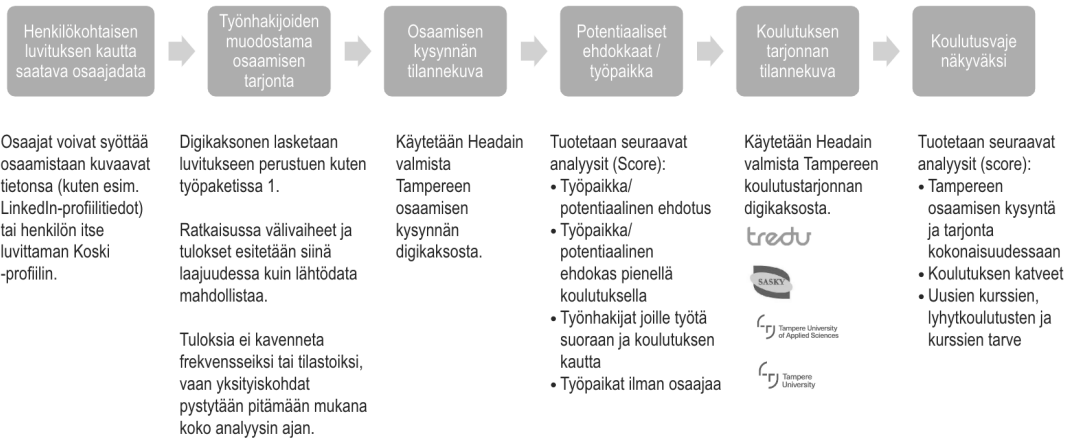 Henkilökohtaisen
luvituksen kautta
saatava osaajadata
Työnhakijoiden
muodostama
osaamisen
tarjonta
Osaamisen
kysynnän
tilannekuva
Potentiaaliset
ehdokkaat /
työpaikka
Koulutuksen
tarjonnan
tilannekuva
Koulutusvaje
näkyväksi
Osaajat voivat syöttää
osaamistaan kuvaavat
tietonsa (kuten esim.
LinkedIn-profiilitiedot)
tai henkilön itse
luvittaman Koski
-profiilin.
Digikaksonen lasketaan
luvitukseen perustuen kuten
työpaketissa 1.
Ratkaisussa välivaiheet ja
tulokset esitetään siinä
laajuudessa kuin lähtödata
mahdollistaa.
Tuloksia ei kavenneta
frekvensseiksi tai tilastoiksi,
vaan yksityiskohdat
pystytään pitämään mukana
koko analyysin ajan.
Käytetään Headain
valmista
Tampereen
osaamisen
kysynnän
digikaksosta.
Tuotetaan seuraavat
analyysit (Score):
• Työpaikka/
potentiaalinen ehdotus
• Työpaikka/
potentiaalinen
ehdokas pienellä
koulutuksella
• Työnhakijat joille työtä
suoraan ja koulutuksen
kautta
• Työpaikat ilman osaajaa
Käytetään Headain
valmista Tampereen
koulutustarjonnan
digikaksosta.
tredu
SASKY
Tampere University
of Applied Sciences
Tampere
University
Tuotetaan seuraavat
analyysit (score):
• Tampereen
osaamisen kysyntä
ja tarjonta
kokonaisuudessaan
• Koulutuksen katveet
• Uusien kurssien,
lyhytkoulutusten ja
kurssien tarve